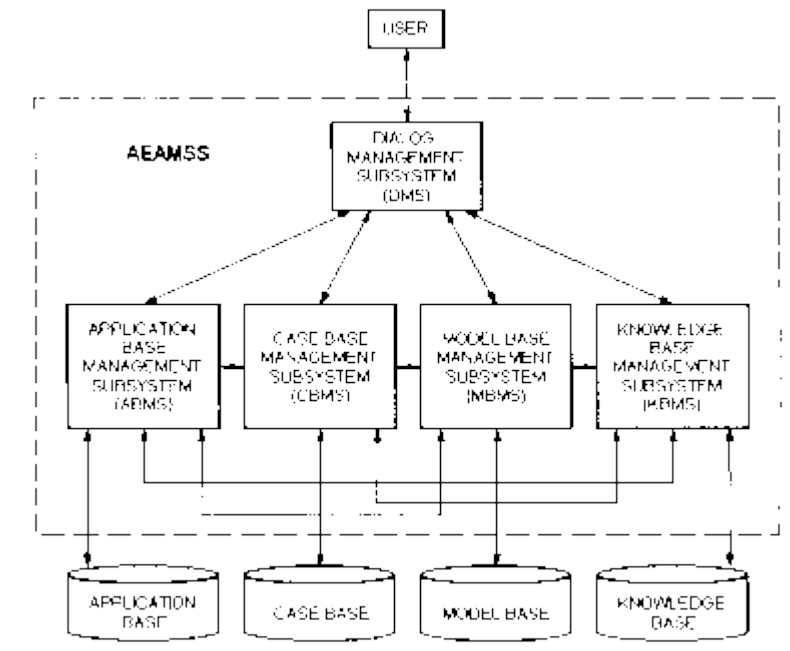 USER
AEAMSS
DIALOG
MANAGEMENT
SUBSYSTEM
(DMS)
APPLICATION
BASE
MANAGEMENT
SUBSYSTEM
(ABMS)
CASE BASE
MANAGEMENT
SUBSYSTEM
(CBMS)
MODEL BASE
MANAGEMENT
SUBSYSTEM
(MBMS)
KNOWLEDGE
BASE
MANAGEMENT
SUBSYSTEM
(KBMS)
APPLICATION
BASE
CASE BASE
MODEL BASE
KNOWLEDGE
BASE